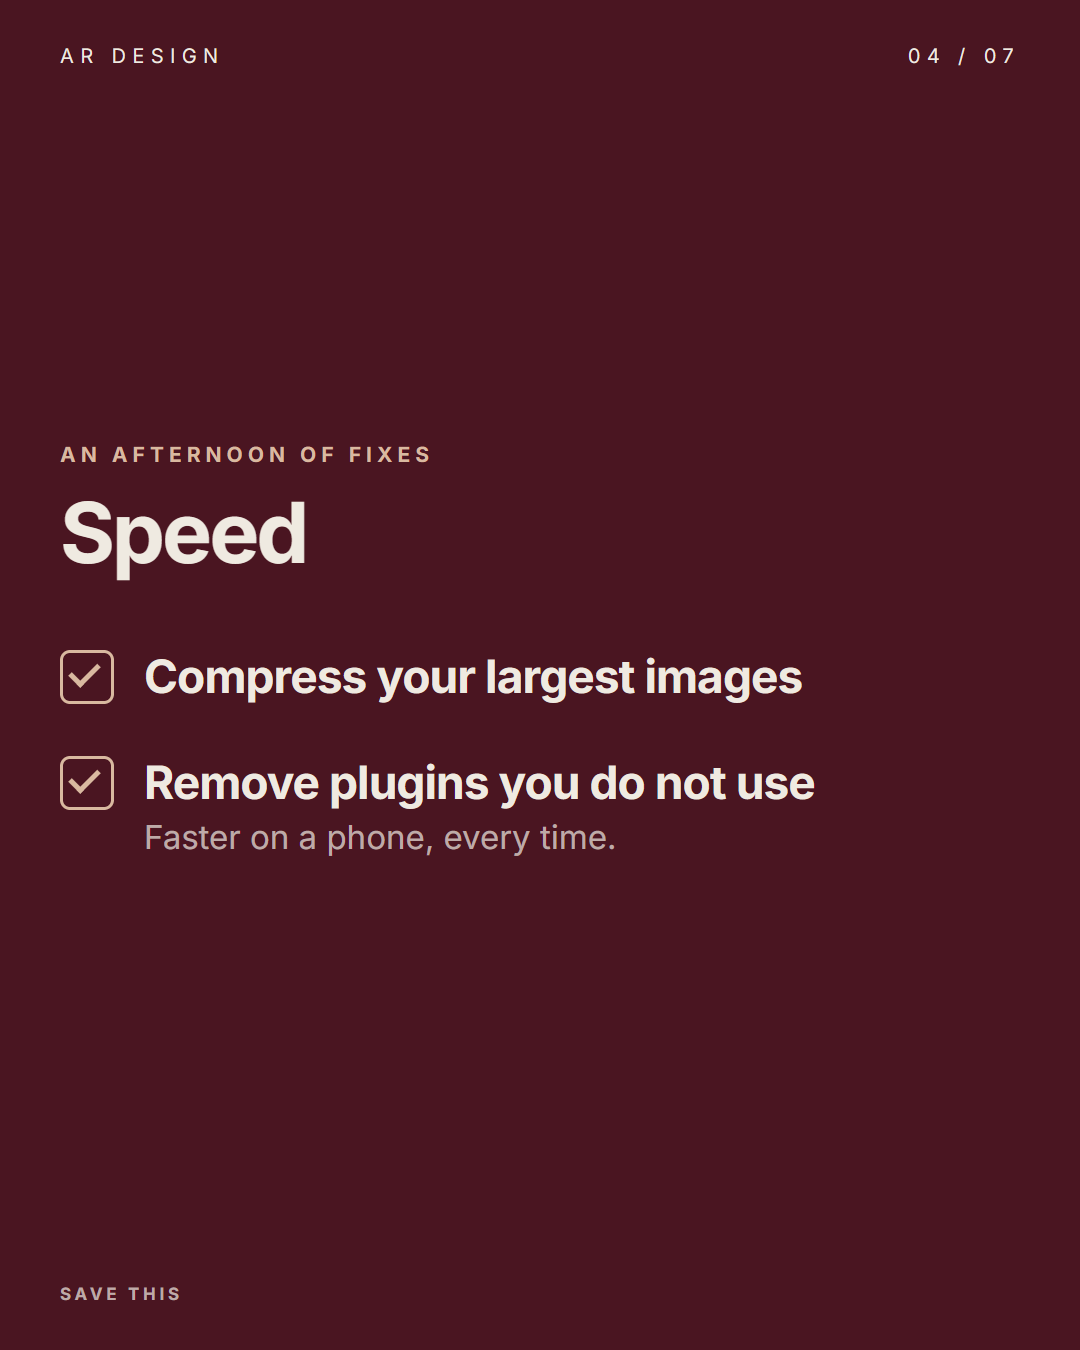 AR DESIGN
04 / 07
AN AFTERNOON OF FIXES
Speed
Compress your largest images
Remove plugins you do not use
Faster on a phone, every time.
SAVE THIS